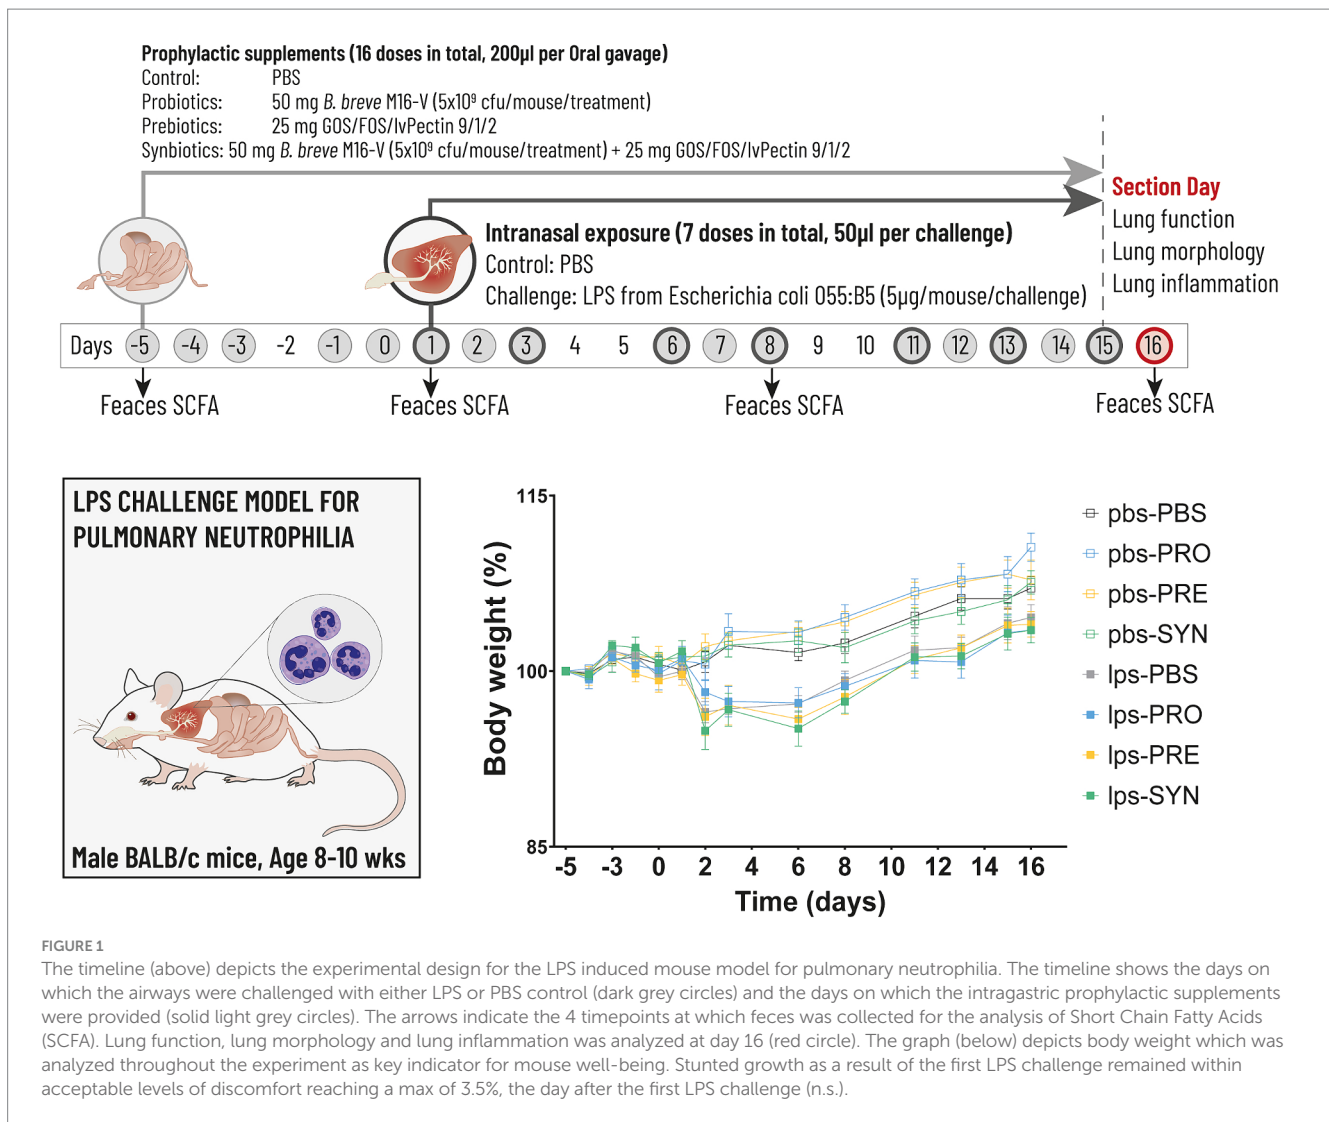 Prophylactic supplements (16 doses in total, 200µl per Oral gavage)
Control: PBS
Probiotics: 50 mg B. breve M16-V (5x10⁹ cfu/mouse/treatment)
Prebiotics: 25 mg GOS/FOS/lvPectin 9/1/2
Synbiotics: 50 mg B. breve M16-V (5x10⁹ cfu/mouse/treatment) + 25 mg GOS/FOS/lvPectin 9/1/2
Section Day
Lung function
Lung morphology
Lung inflammation
Intranasal exposure (7 doses in total, 50µl per challenge)
Control: PBS
Challenge: LPS from Escherichia coli O55:B5 (5µg/mouse/challenge)
Days -5 -4 -3 -2 -1 0 1 2 3 4 5 6 7 8 9 10 11 12 13 14 15 16
Feaces SCFA Feaces SCFA Feaces SCFA Feaces SCFA
LPS CHALLENGE MODEL FOR
PULMONARY NEUTROPHILIA
Male BALB/c mice, Age 8-10 wks
115
100
85
Body weight (%)
-5 -3 0 2 4 6 8 10 12 14 16
Time (days)
pbs-PBS
pbs-PRO
pbs-PRE
pbs-SYN
lps-PBS
lps-PRO
lps-PRE
lps-SYN
FIGURE 1
The timeline (above) depicts the experimental design for the LPS induced mouse model for pulmonary neutrophilia. The timeline shows the days on
which the airways were challenged with either LPS or PBS control (dark grey circles) and the days on which the intragastric prophylactic supplements
were provided (solid light grey circles). The arrows indicate the 4 timepoints at which feces was collected for the analysis of Short Chain Fatty Acids
(SCFA). Lung function, lung morphology and lung inflammation was analyzed at day 16 (red circle). The graph (below) depicts body weight which was
analyzed throughout the experiment as key indicator for mouse well-being. Stunted growth as a result of the first LPS challenge remained within
acceptable levels of discomfort reaching a max of 3.5%, the day after the first LPS challenge (n.s.).